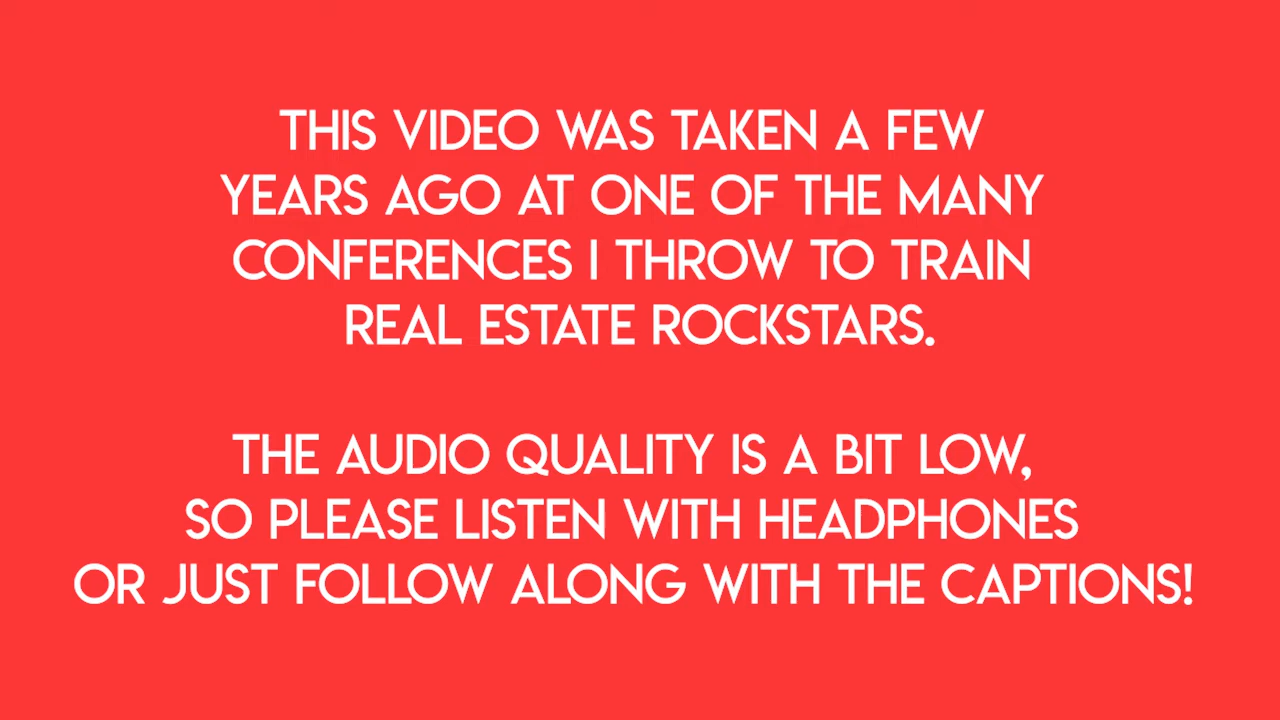 THIS VIDEO WAS TAKEN A FEW
YEARS AGO AT ONE OF THE MANY
CONFERENCES I THROW TO TRAIN
REAL ESTATE ROCKSTARS.
THE AUDIO QUALITY IS A BIT LOW,
SO PLEASE LISTEN WITH HEADPHONES
OR JUST FOLLOW ALONG WITH THE CAPTIONS!